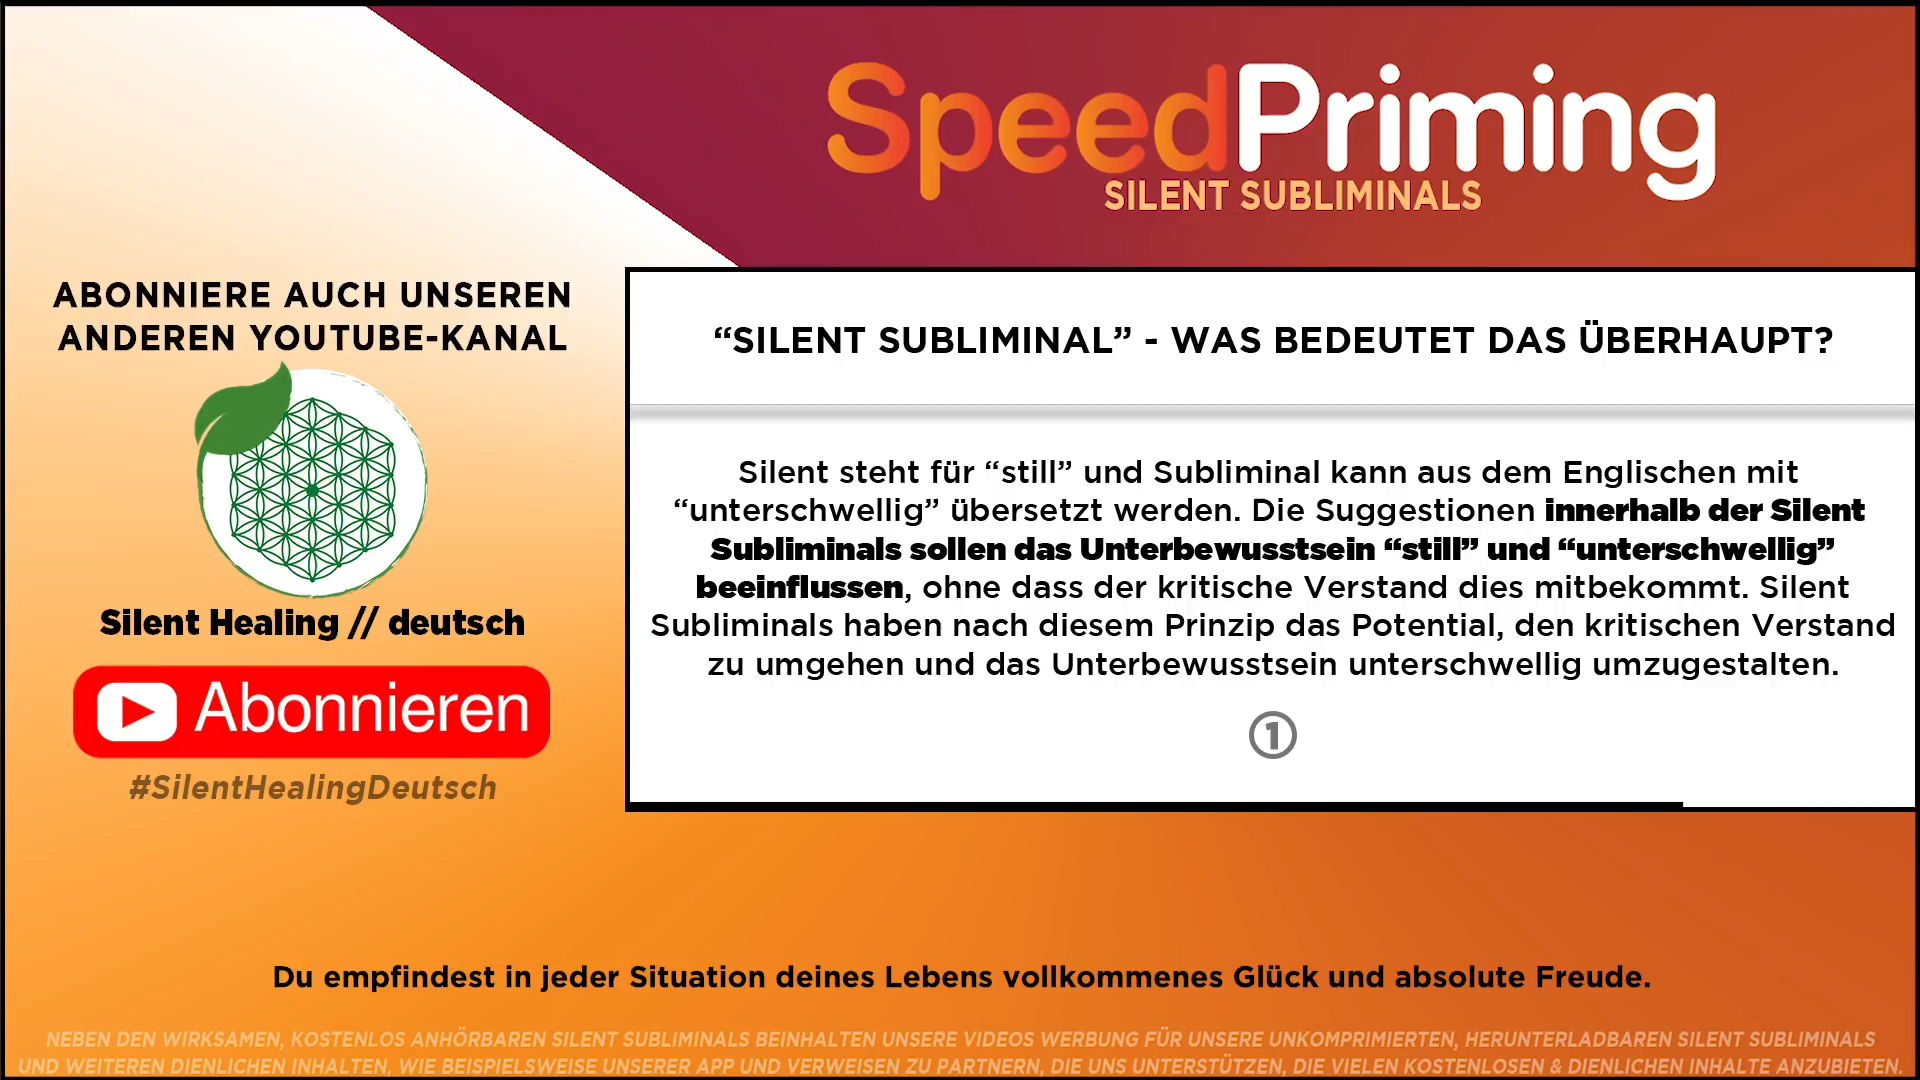 SpeedPriming
SILENT SUBLIMINALS
ABONNIERE AUCH UNSEREN
ANDEREN YOUTUBE-KANAL
Silent Healing // deutsch
Abonnieren
#SilentHealingDeutsch
“SILENT SUBLIMINAL” - WAS BEDEUTET DAS ÜBERHAUPT?
Silent steht für “still” und Subliminal kann aus dem Englischen mit
“unterschwellig” übersetzt werden. Die Suggestionen innerhalb der Silent
Subliminals sollen das Unterbewusstsein “still” und “unterschwellig”
beeinflussen, ohne dass der kritische Verstand dies mitbekommt. Silent
Subliminals haben nach diesem Prinzip das Potential, den kritischen Verstand
zu umgehen und das Unterbewusstsein unterschwellig umzugestalten.
①
Du empfindest in jeder Situation deines Lebens vollkommenes Glück und absolute Freude.
NEBEN DEN WIRKSAMEN, KOSTENLOS ANHÖRBAREN SILENT SUBLIMINALS BEINHALTEN UNSERE VIDEOS WERBUNG FÜR UNSERE UNKOMPRIMIERTEN, HERUNTERLADBAREN SILENT SUBLIMINALS
UND WEITEREN DIENLICHEN INHALTEN, WIE BEISPIELSWEISE UNSERER APP UND VERWEISEN ZU PARTNERN, DIE UNS UNTERSTÜTZEN, DIE VIELEN KOSTENLOSEN & DIENLICHEN INHALTE ANZUBIETEN.